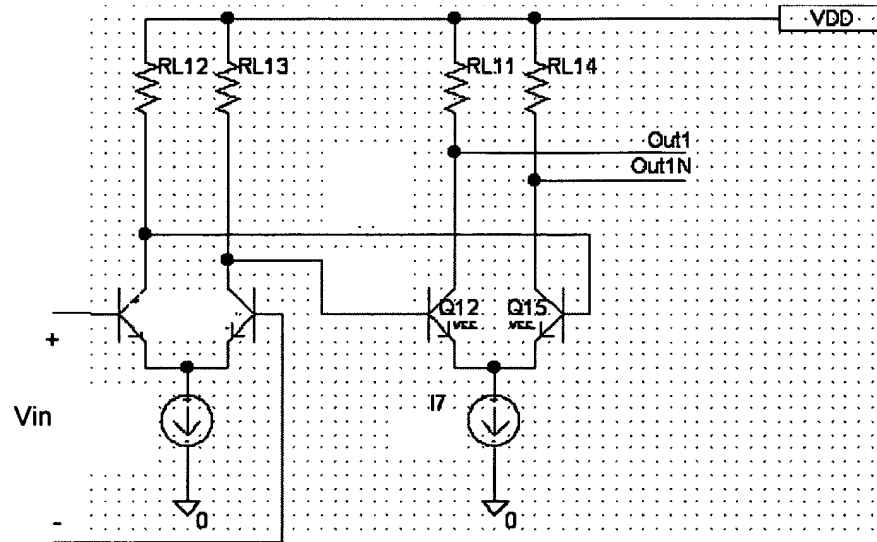 VDD
RL12
RL13
RL11
RL14
Out1
Out1N
Q12
Q15
VEE
VEE
+
Vin
-
I7
0
0